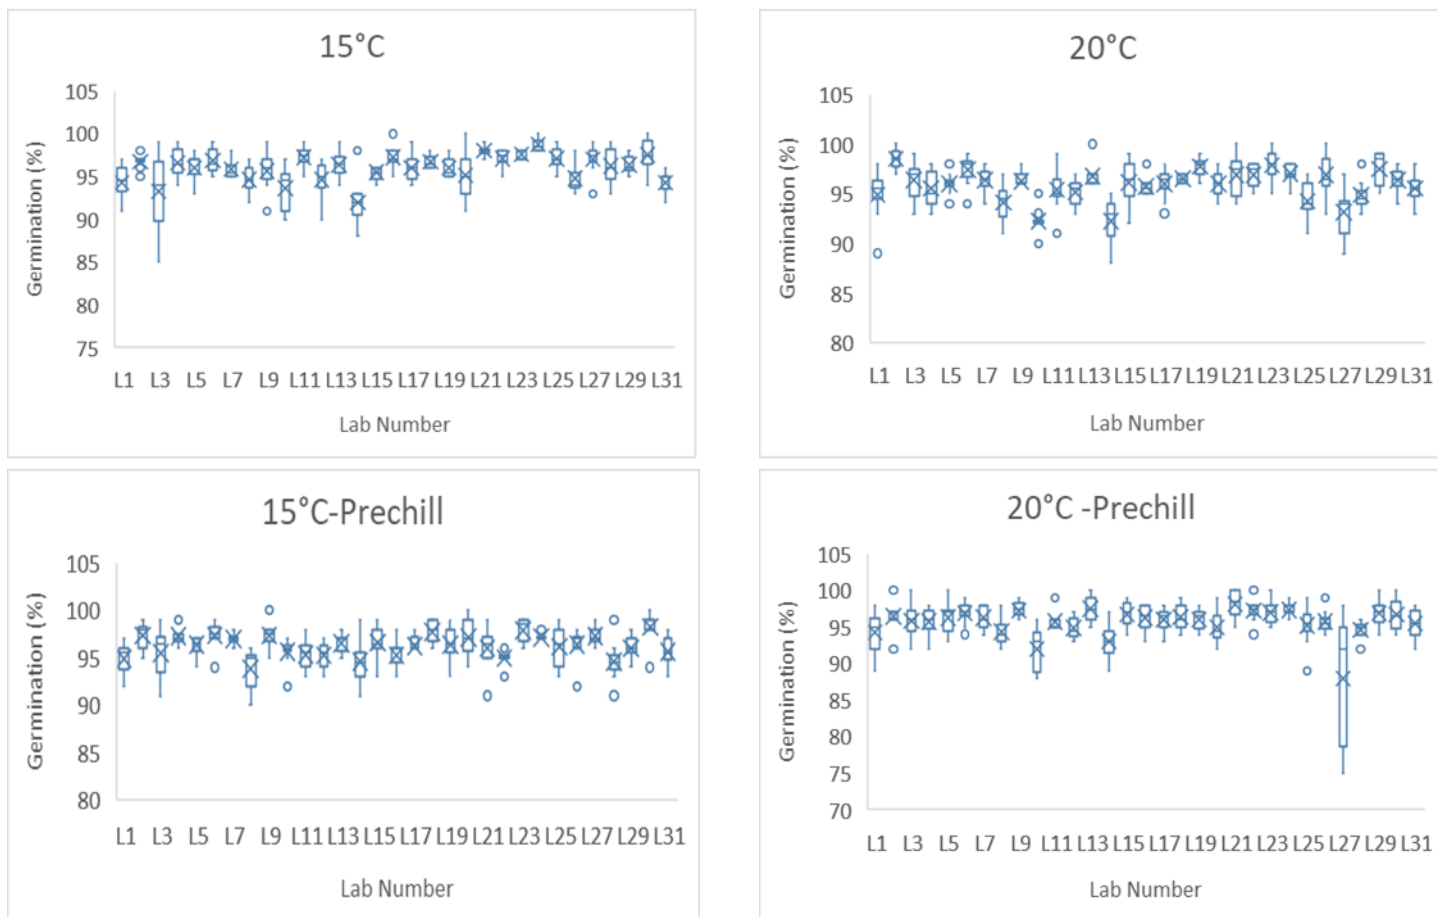 15°C
105
100
95
90
85
80
75
Germination (%)
L1 L3 L5 L7 L9 L11 L13 L15 L17 L19 L21 L23 L25 L27 L29 L31
Lab Number
20°C
105
100
95
90
85
80
Germination (%)
L1 L3 L5 L7 L9 L11 L13 L15 L17 L19 L21 L23 L25 L27 L29 L31
Lab Number
15°C-Prechill
105
100
95
90
85
80
Germination (%)
L1 L3 L5 L7 L9 L11 L13 L15 L17 L19 L21 L23 L25 L27 L29 L31
Lab Number
20°C -Prechill
105
100
95
90
85
80
75
70
Germination (%)
L1 L3 L5 L7 L9 L11 L13 L15 L17 L19 L21 L23 L25 L27 L29 L31
Lab Number